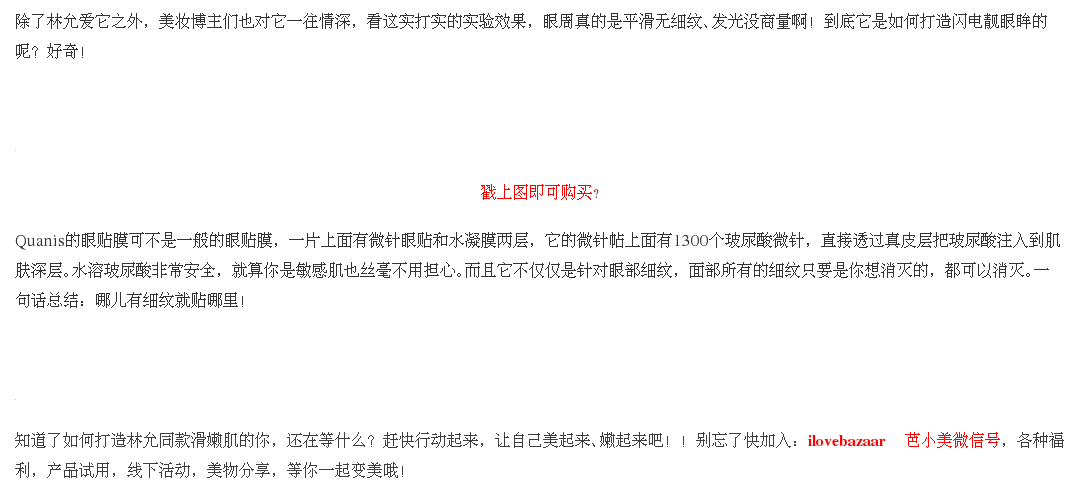 除了林允爱它之外，美妆博主们也对它一往情深，看这实打实的实验效果，眼周真的是平滑无细纹、发光没商量啊！到底它是如何打造闪电靓眼眸的
呢？好奇！
戳上图即可购买？
Quanis的眼贴膜可不是一般的眼贴膜，一片上面有微针眼贴和水凝膜两层，它的微针帖上面有1300个玻尿酸微针，直接透过真皮层把玻尿酸注入到肌
肤深层。水溶玻尿酸非常安全，就算你是敏感肌也丝毫不用担心。而且它不仅仅是针对眼部细纹，面部所有的细纹只要是你想消灭的，都可以消灭。一
句话总结：哪儿有细纹就贴哪里！
知道了如何打造林允同款滑嫩肌的你，还在等什么？赶快行动起来，让自己美起来、嫩起来吧！！别忘了快加入：ilovebazaar 芭小美微信号，各种福
利，产品试用，线下活动，美物分享，等你一起变美哦！